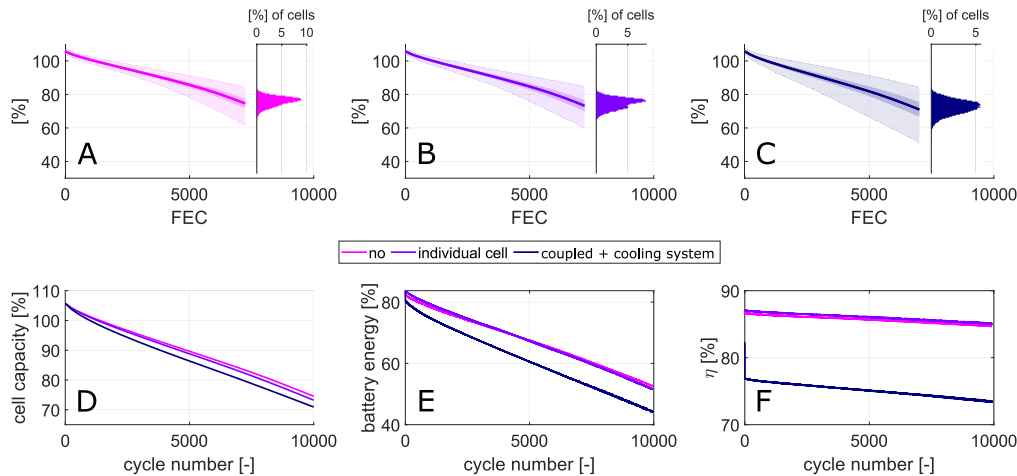 [%] of cells
0 5 10
[%]
100
80
60
40
A
0 5000 10000
FEC
[%] of cells
0 5
[%]
100
80
60
40
B
0 5000 10000
FEC
[%] of cells
0 5
[%]
100
80
60
40
C
0 5000 10000
FEC
no individual cell coupled + cooling system
cell capacity [%]
110
100
90
80
70
D
0 5000 10000
cycle number [-]
battery energy [%]
80
60
40
E
0 5000 10000
cycle number [-]
η [%]
90
80
70
F
0 5000 10000
cycle number [-]